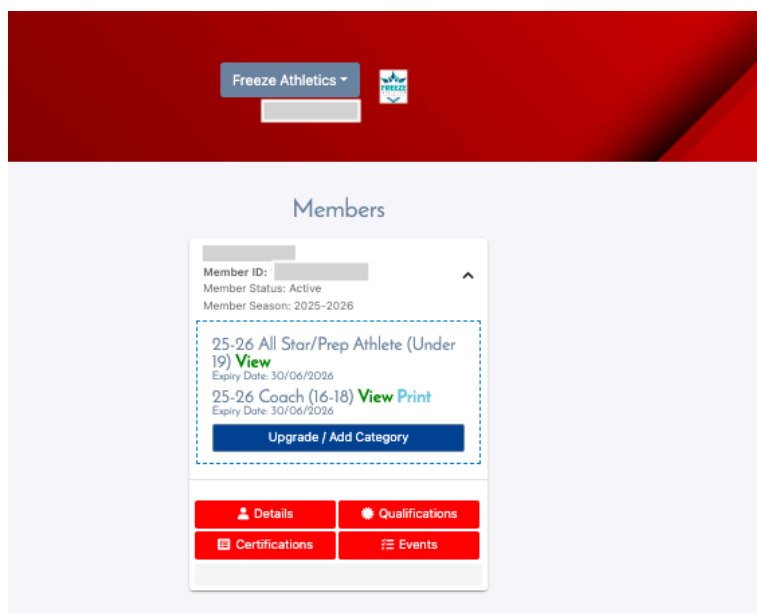 Freeze Athletics
FREEZE
Members
Member ID:
Member Status: Active
Member Season: 2025-2026
25-26 All Star/Prep Athlete (Under
19) View
Expiry Date: 30/06/2026
25-26 Coach (16-18) View Print
Expiry Date: 30/06/2026
Upgrade / Add Category
Details
Qualifications
Certifications
Events